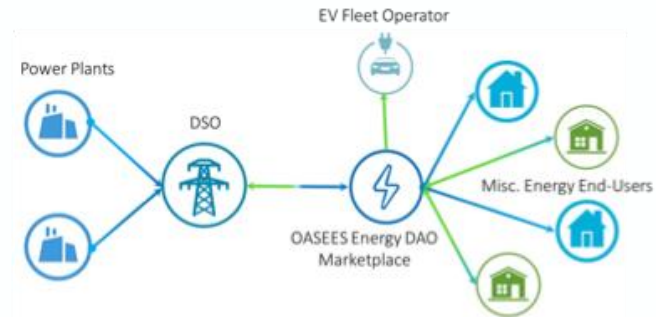 EV Fleet Operator
Power Plants
DSO
Misc. Energy End-Users
OASEES Energy DAO
Marketplace